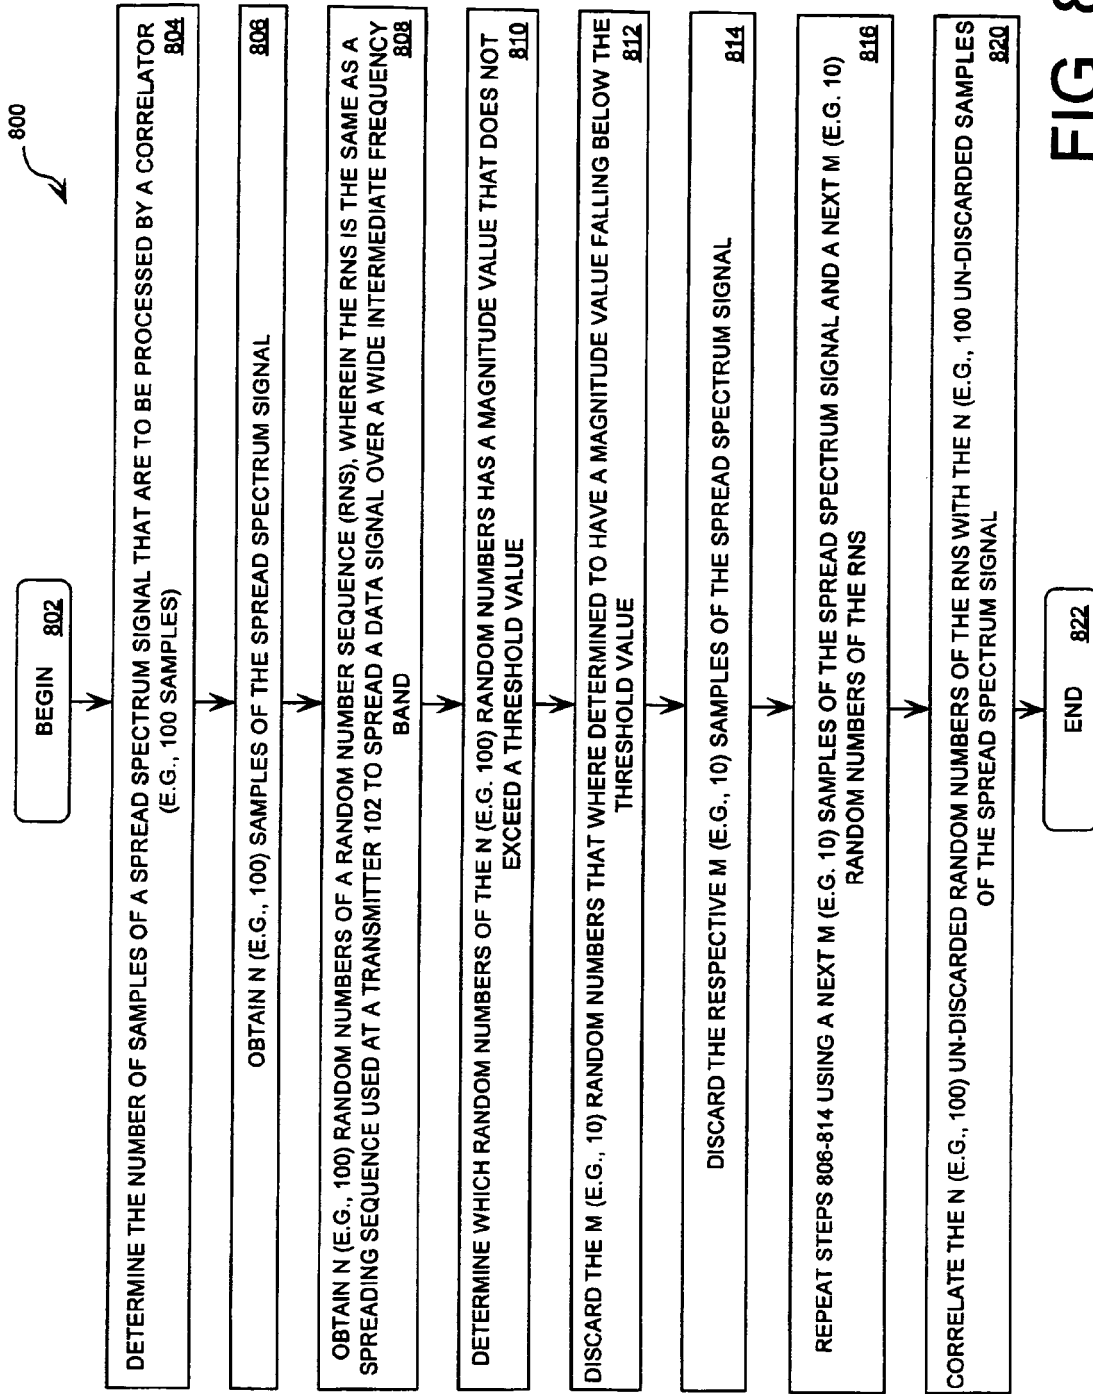 800
BEGIN 802
DETERMINE THE NUMBER OF SAMPLES OF A SPREAD SPECTRUM SIGNAL THAT ARE TO BE PROCESSED BY A CORRELATOR
(E.G., 100 SAMPLES) 804
OBTAIN N (E.G., 100) SAMPLES OF THE SPREAD SPECTRUM SIGNAL 806
OBTAIN N (E.G., 100) RANDOM NUMBERS OF A RANDOM NUMBER SEQUENCE (RNS), WHEREIN THE RNS IS THE SAME AS A
SPREADING SEQUENCE USED AT A TRANSMITTER 102 TO SPREAD A DATA SIGNAL OVER A WIDE INTERMEDIATE FREQUENCY
BAND 808
DETERMINE WHICH RANDOM NUMBERS OF THE N (E.G. 100) RANDOM NUMBERS HAS A MAGNITUDE VALUE THAT DOES NOT
EXCEED A THRESHOLD VALUE 810
DISCARD THE M (E.G., 10) RANDOM NUMBERS THAT WHERE DETERMINED TO HAVE A MAGNITUDE VALUE FALLING BELOW THE
THRESHOLD VALUE 812
DISCARD THE RESPECTIVE M (E.G., 10) SAMPLES OF THE SPREAD SPECTRUM SIGNAL 814
REPEAT STEPS 806-814 USING A NEXT M (E.G. 10) SAMPLES OF THE SPREAD SPECTRUM SIGNAL AND A NEXT M (E.G. 10)
RANDOM NUMBERS OF THE RNS 816
CORRELATE THE N (E.G., 100) UN-DISCARDED RANDOM NUMBERS OF THE RNS WITH THE N (E.G., 100 UN-DISCARDED SAMPLES
OF THE SPREAD SPECTRUM SIGNAL 820
END 822
FIG. 8